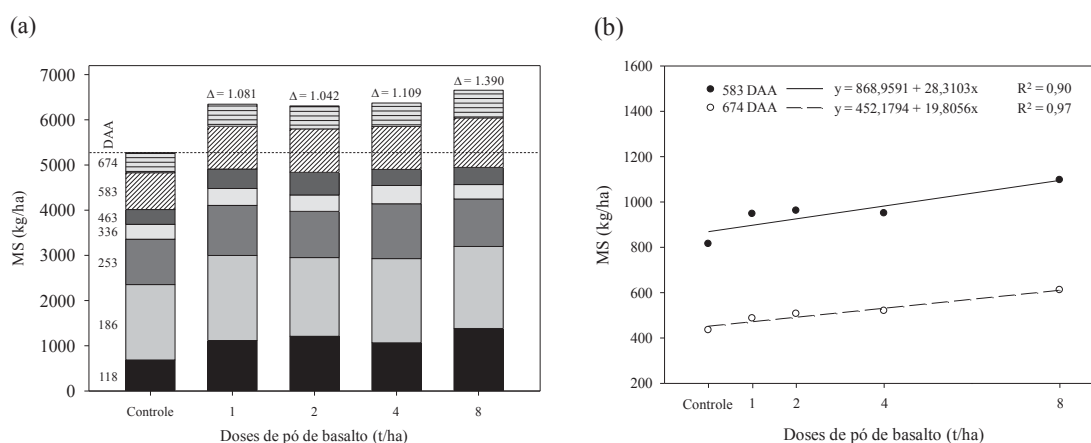 (a)
7000
6000
5000
4000
3000
2000
1000
0
MS (kg/ha)
DAA
674
583
463
336
253
186
118
Δ = 1.081
Δ = 1.042
Δ = 1.109
Δ = 1.390
Controle 1 2 4 8
Doses de pó de basalto (t/ha)
(b)
1600
1400
1200
1000
800
600
400
200
MS (kg/ha)
583 DAA y = 868,9591 + 28,3103x R² = 0,90
674 DAA y = 452,1794 + 19,8056x R² = 0,97
Controle 1 2 4 8
Doses de pó de basalto (t/ha)